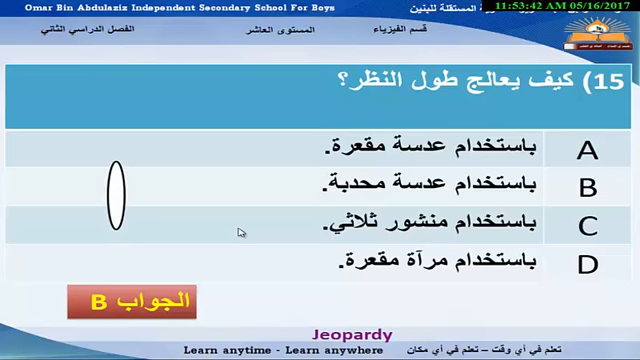 Omar Bin Abdulaziz Independent Secondary School For Boys
المستقلة للبنين
11:53:42 AM 05/16/2017
قسم الفيزياء
المستوى العاشر
الفصل الدراسي الثاني
15) كيف يعالج طول النظر؟
A باستخدام عدسة مقعرة.
B باستخدام عدسة محدبة.
C باستخدام منشور ثلاثي.
D باستخدام مرآة مقعرة.
الجواب B
Jeopardy
Learn anytime - Learn anywhere
تعلم في أي وقت – تعلم في أي مكان